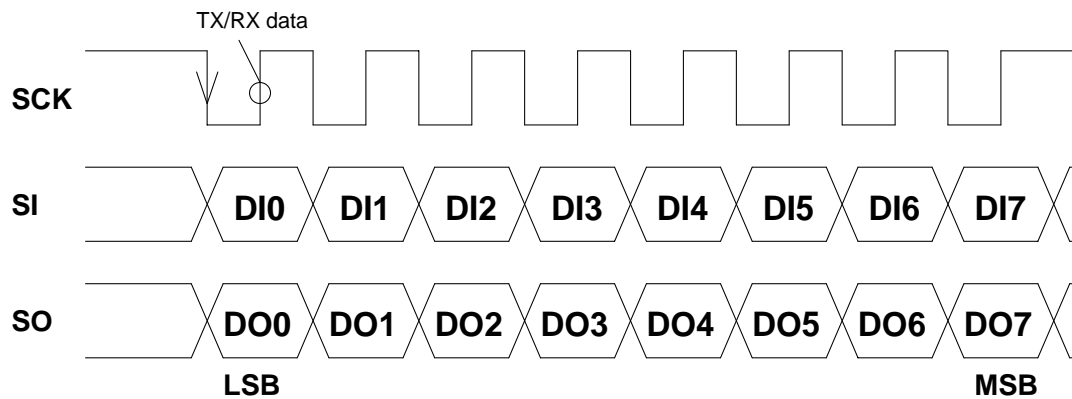 TX/RX data
SCK
SI DI0 DI1 DI2 DI3 DI4 DI5 DI6 DI7
SO DO0 DO1 DO2 DO3 DO4 DO5 DO6 DO7
LSB MSB